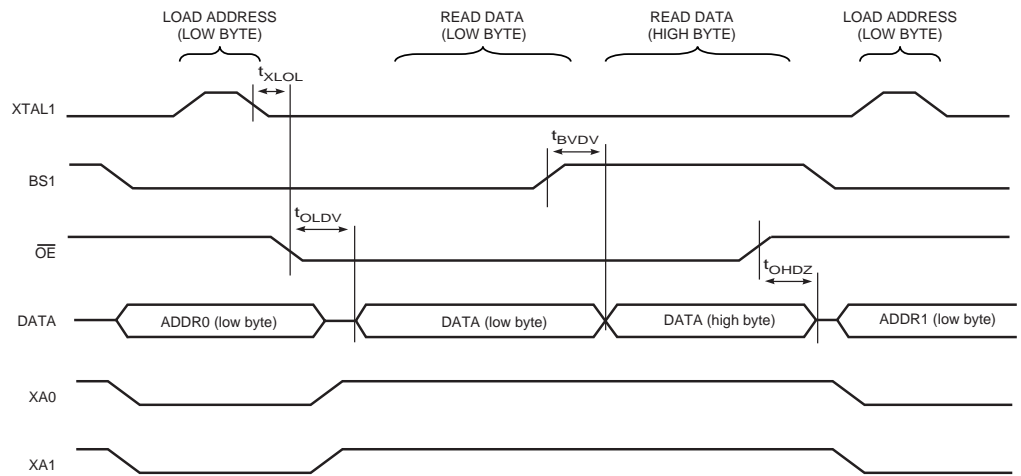 LOAD ADDRESS
(LOW BYTE)
READ DATA
(LOW BYTE)
READ DATA
(HIGH BYTE)
LOAD ADDRESS
(LOW BYTE)
tXLOL
XTAL1
tBVDV
BS1
tOLDV
OE
tOHDZ
DATA
ADDR0 (low byte)
DATA (low byte)
DATA (high byte)
ADDR1 (low byte)
XA0
XA1